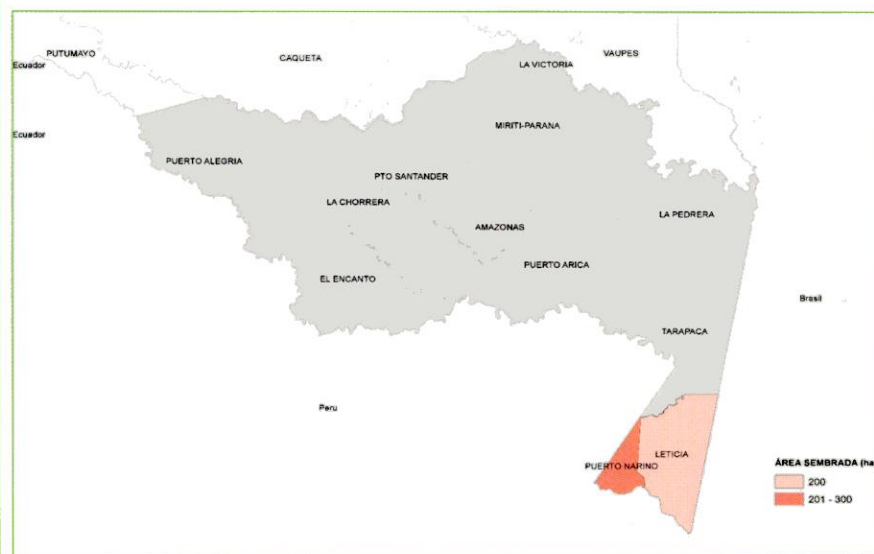 PUTUMAYO
CAQUETA
VAUPES
Ecuador
LA VICTORIA
MIRITI-PARANA
Ecuador
PUERTO ALEGRIA
PTO SANTANDER
LA CHORRERA
LA PEDRERA
AMAZONAS
PUERTO ARICA
EL ENCANTO
Brasil
TARAPACA
Peru
LETICIA
PUERTO NARINO
ÁREA SEMBRADA (ha
200
201 - 300